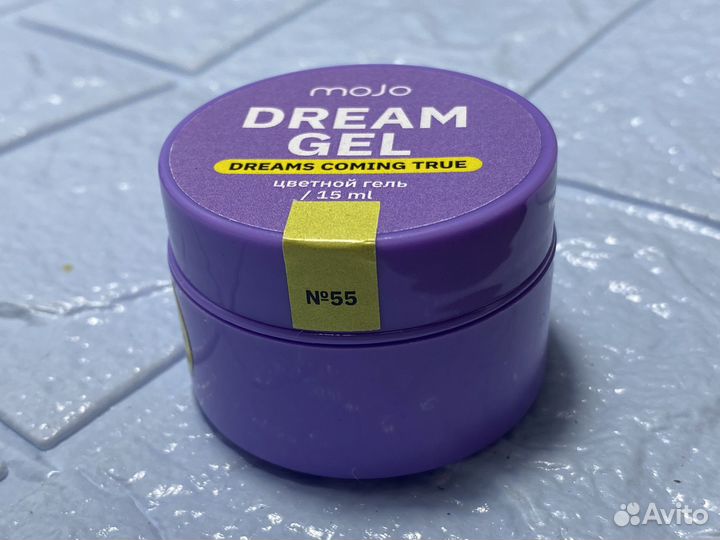 moJo
DREAM
GEL
DREAMS COMING TRUE
цветной гель
/ 15 ml
№55
Avito